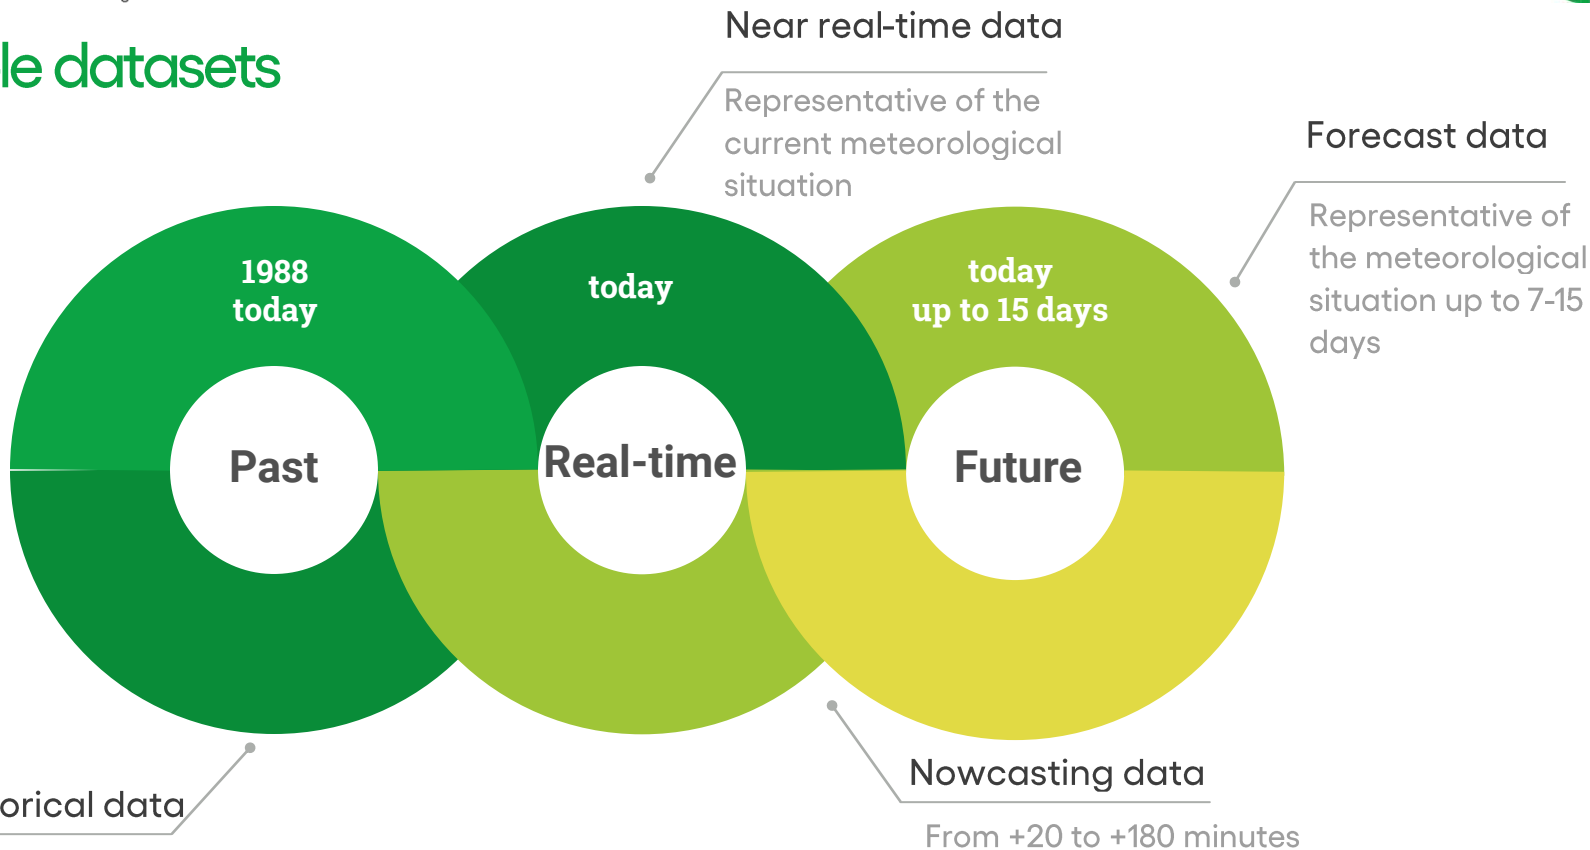 le datasets
Near real-time data
Representative of the
current meteorological
situation
Forecast data
Representative of
the meteorological
situation up to 7-15
days
1988
today
today
today
up to 15 days
Past
Real-time
Future
orical data
Nowcasting data
From +20 to +180 minutes